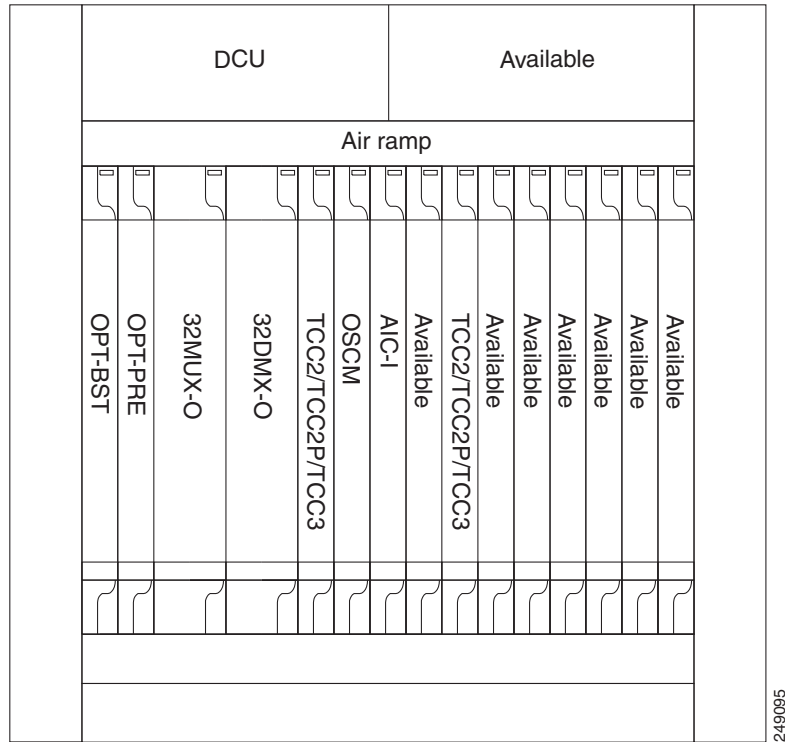 DCU
Available
Air ramp
OPT-BST
OPT-PRE
32MUX-O
32DMX-O
TCC2/TCC2P/TCC3
OSCM
AIC-I
Available
TCC2/TCC2P/TCC3
Available
Available
Available
Available
Available
Available
249095